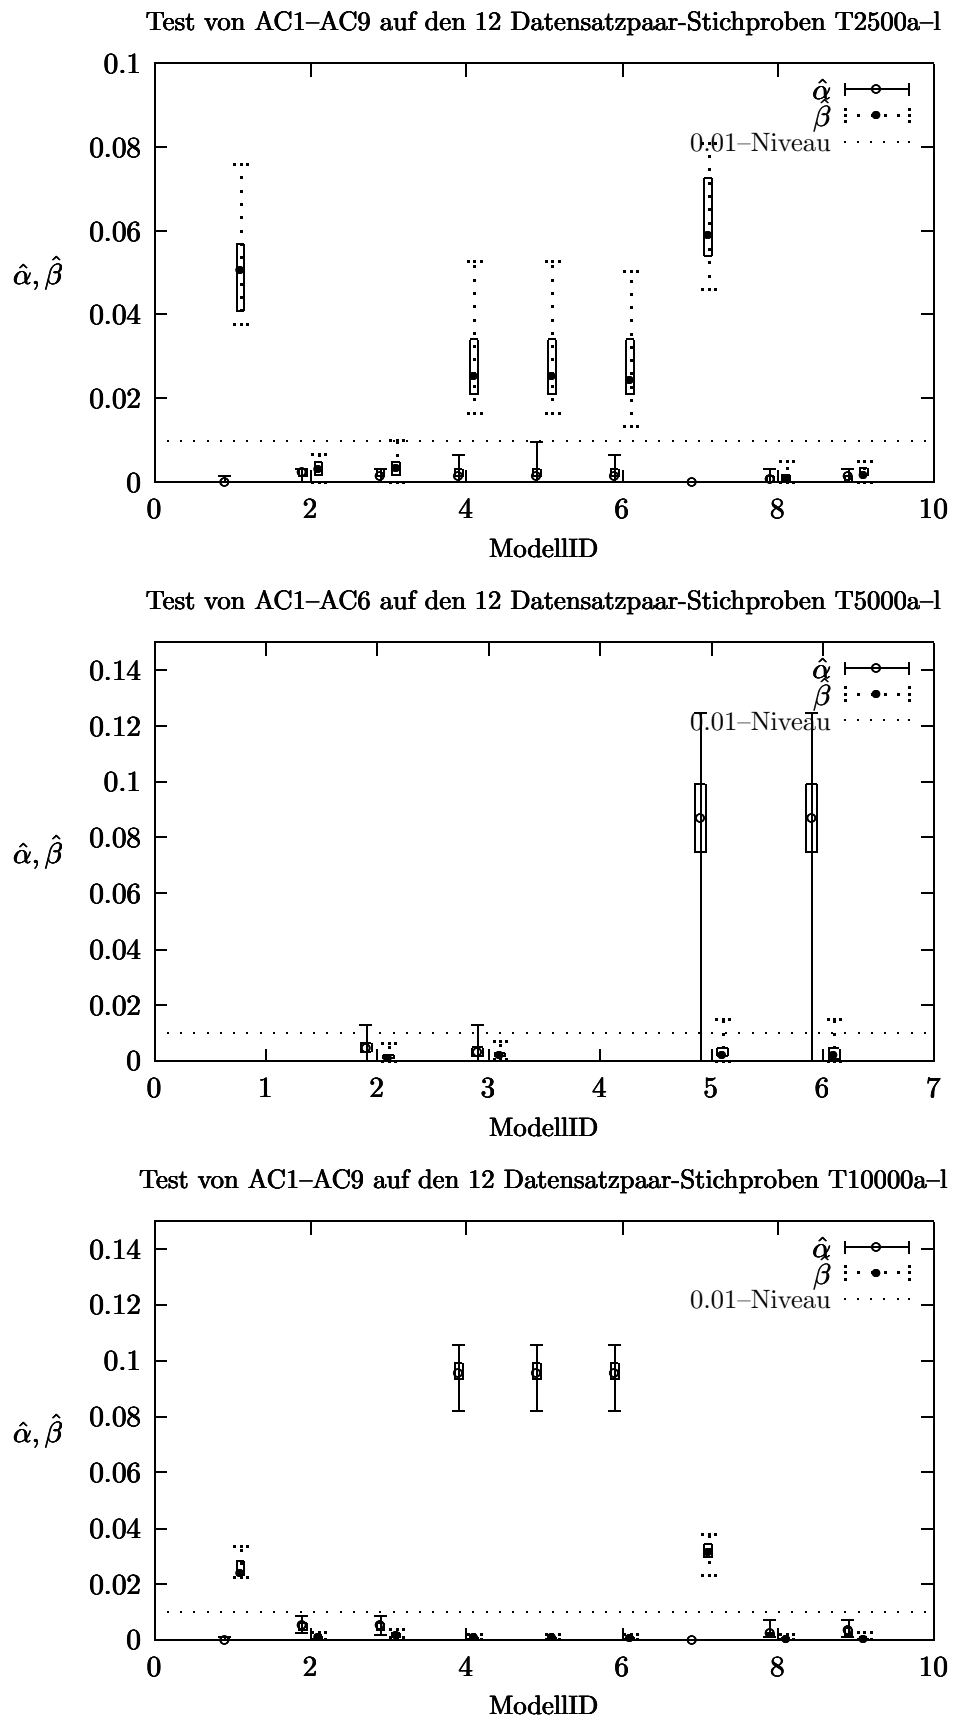 Test von AC1–AC9 auf den 12 Datensatzpaar-Stichproben T2500a–l
0.1
0.08
0.06
0.04
0.02
0
α̂, β̂
α̂
β̂
0.01–Niveau
0 2 4 6 8 10
ModellID
Test von AC1–AC6 auf den 12 Datensatzpaar-Stichproben T5000a–l
0.14
0.12
0.1
0.08
0.06
0.04
0.02
0
α̂, β̂
α̂
β̂
0.01–Niveau
0 1 2 3 4 5 6 7
ModellID
Test von AC1–AC9 auf den 12 Datensatzpaar-Stichproben T10000a–l
0.14
0.12
0.1
0.08
0.06
0.04
0.02
0
α̂, β̂
α̂
β̂
0.01–Niveau
0 2 4 6 8 10
ModellID